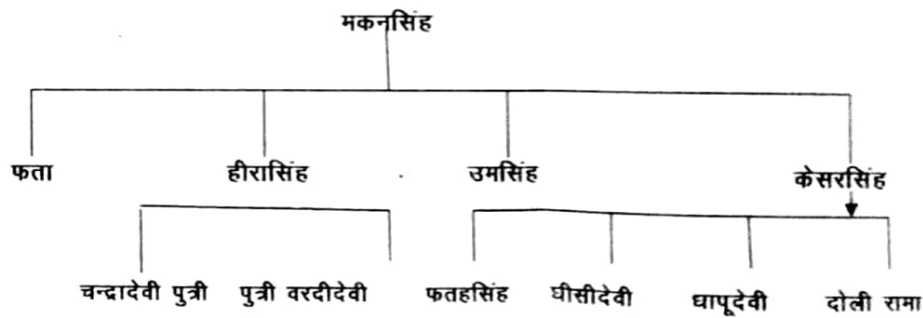 मकनसिंह
फता हीरासिंह उमसिंह केसरसिंह
चन्द्रादेवी पुत्री पुत्री वरदीदेवी फतहसिंह घीसीदेवी धापूदेवी दोली रामा